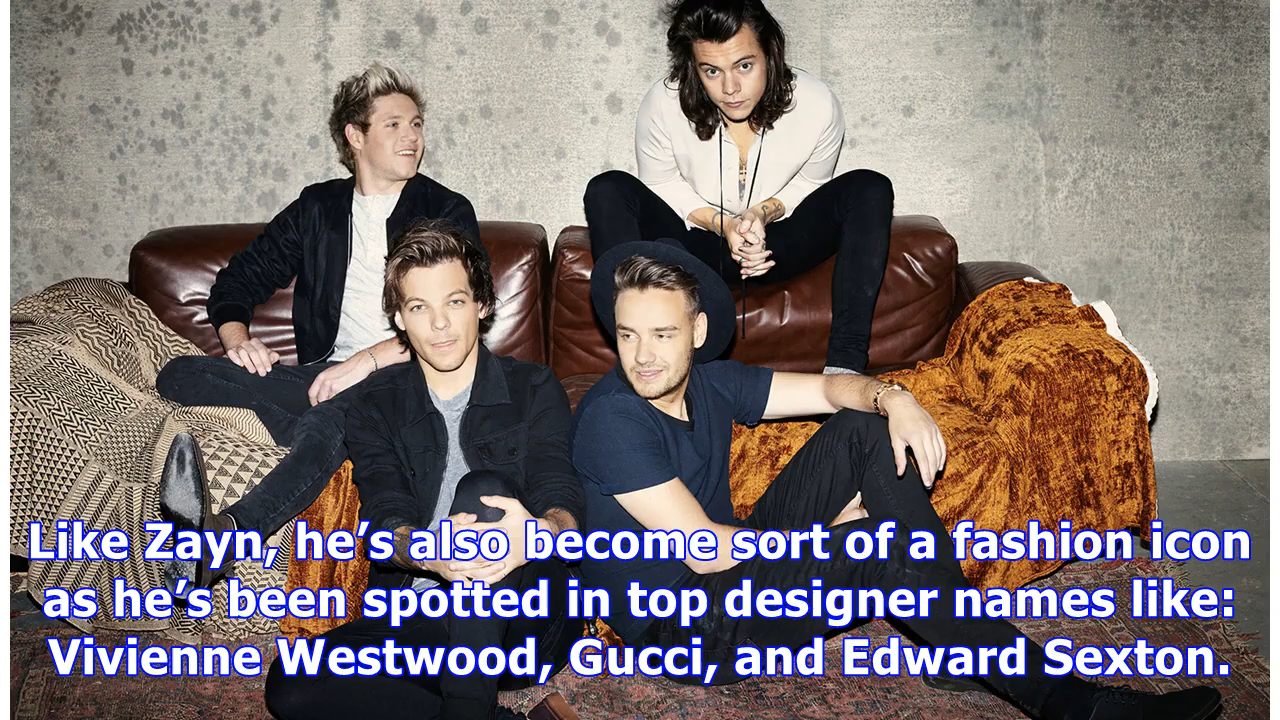 Like Zayn, he’s also become sort of a fashion icon
as he’s been spotted in top designer names like:
Vivienne Westwood, Gucci, and Edward Sexton.